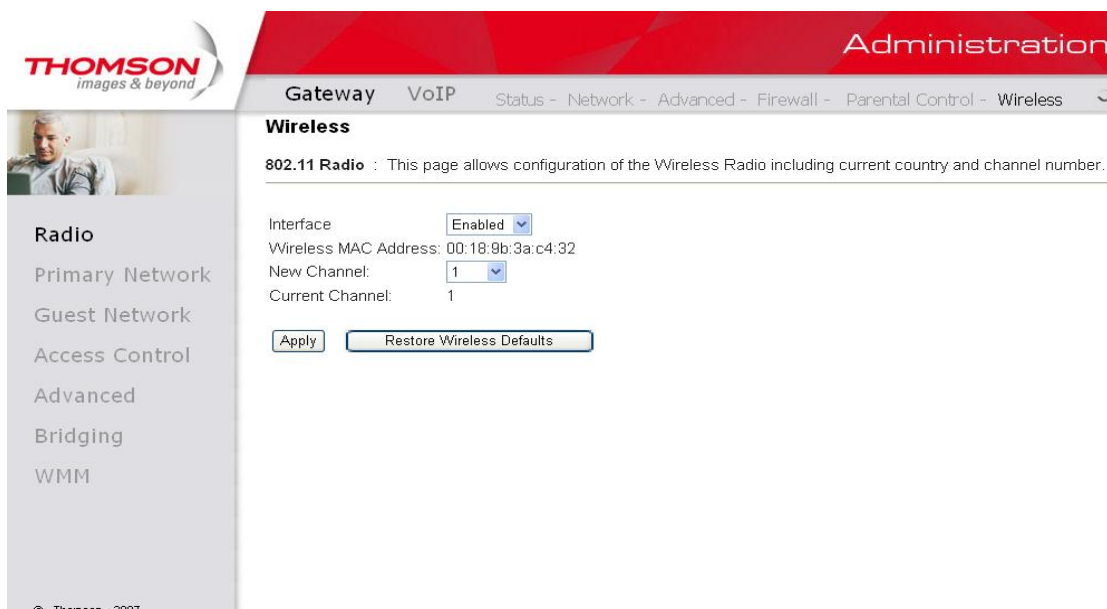 THOMSON
images & beyond
Administration
Gateway VoIP Status - Network - Advanced - Firewall - Parental Control - Wireless
Wireless
802.11 Radio : This page allows configuration of the Wireless Radio including current country and channel number.
Radio
Primary Network
Guest Network
Access Control
Advanced
Bridging
WMM
Interface Enabled
Wireless MAC Address: 00:18:9b:3a:c4:32
New Channel: 1
Current Channel: 1
Apply Restore Wireless Defaults
© - Thomson - 2007